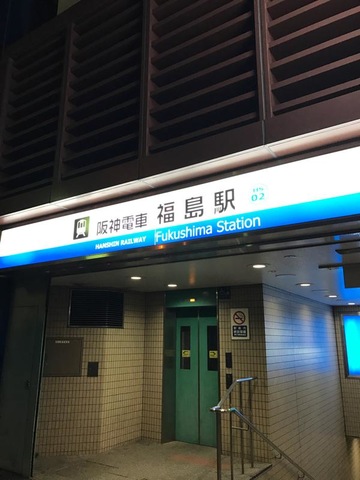 阪神電車 福島駅
HS
02
HANSHIN RAILWAY Fukushima Station